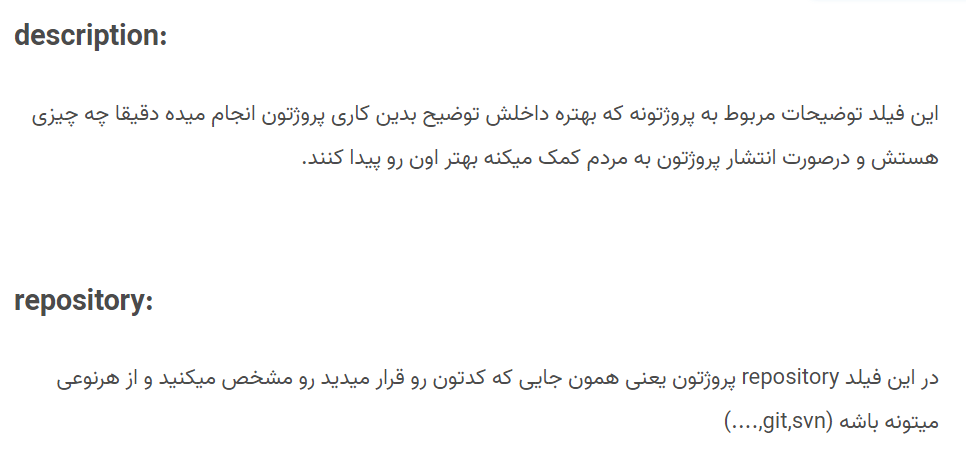 description:
این فیلد توضیحات مربوط به پروژتونه که بهتره داخلش توضیح بدین کاری پروژتون انجام میده دقیقا چه چیزی
هستش و درصورت انتشار پروژتون به مردم کمک میکنه بهتر اون رو پیدا کنند.
repository:
در این فیلد repository پروژتون یعنی همون جایی که کدتون رو قرار میدید رو مشخص میکنید و از هرنوعی
میتونه باشه (git,svn,....)